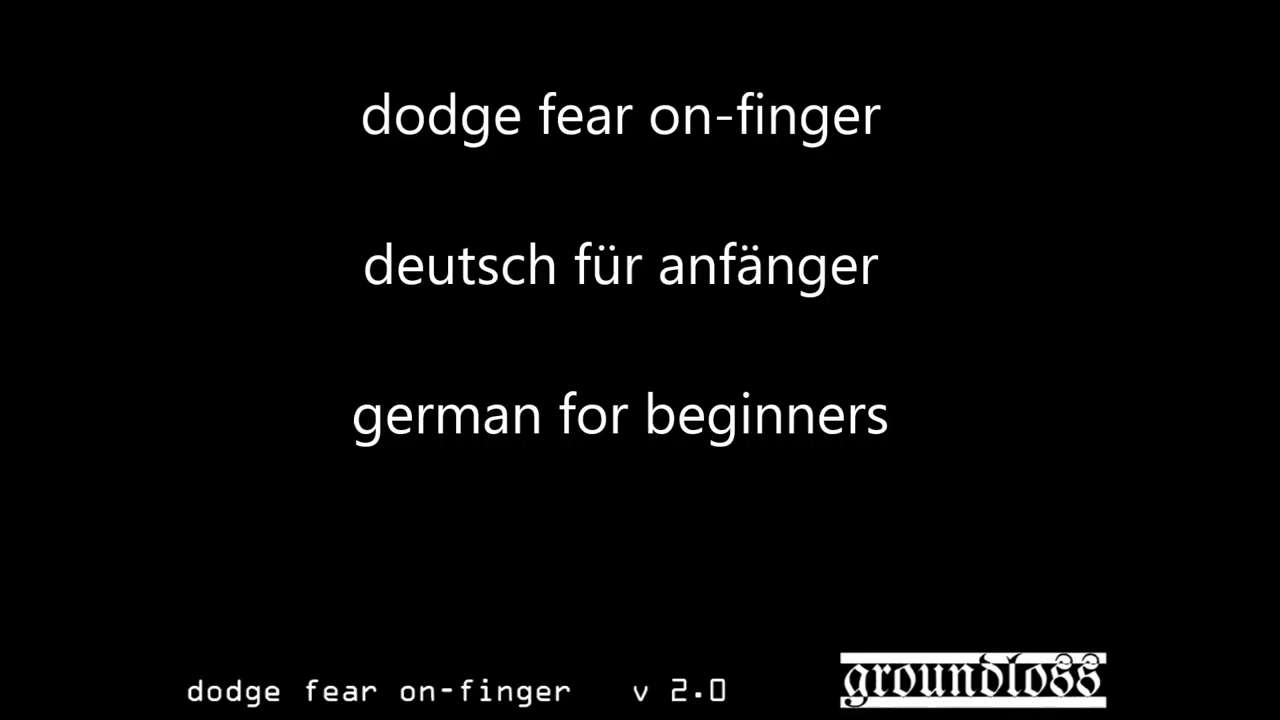 dodge fear on-finger
deutsch für anfänger
german for beginners
dodge fear on-finger v 2.0
groundloss